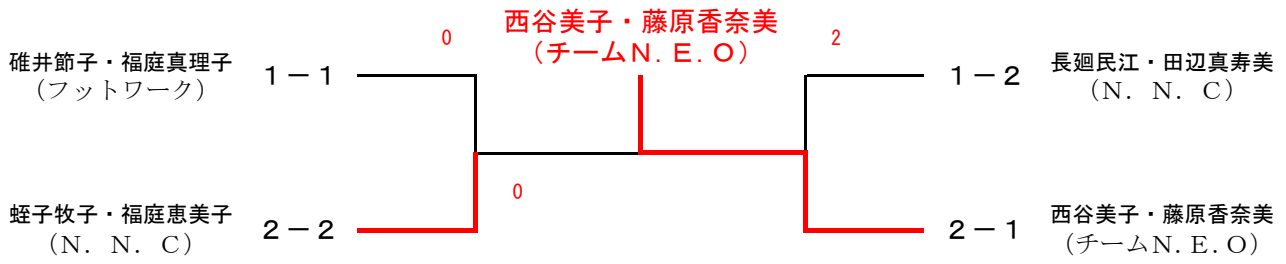 西谷美子・藤原香奈美
(チームN.E.O)
0
2
碓井節子・福庭真理子
(フットワーク)
1-1
1-2
長廻民江・田辺真寿美
(N. N. C)
0
蛭子牧子・福庭恵美子
(N. N. C)
2-2
2-1
西谷美子・藤原香奈美
(チームN.E.O)